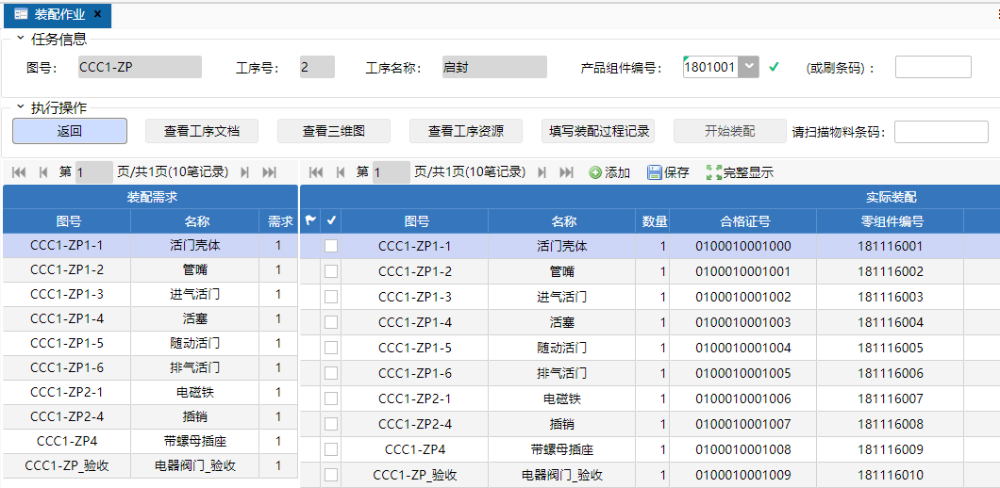 装配作业 ×
任务信息
图号： CCC1-ZP 工序号： 2 工序名称： 启封 产品组件编号： 1801001 (或刷条码)：
执行操作
返回 查看工序文档 查看三维图 查看工序资源 填写装配过程记录 开始装配 请扫描物料条码：
第 1 页/共1页(10笔记录) 第 1 页/共1页(10笔记录) 添加 保存 完整显示
装配需求 实际装配
图号 名称 需求 图号 名称 数量 合格证号 零组件编号
CCC1-ZP1-1 活门壳体 1 CCC1-ZP1-1 活门壳体 1 0100010001000 181116001
CCC1-ZP1-2 管嘴 1 CCC1-ZP1-2 管嘴 1 0100010001001 181116002
CCC1-ZP1-3 进气活门 1 CCC1-ZP1-3 进气活门 1 0100010001002 181116003
CCC1-ZP1-4 活塞 1 CCC1-ZP1-4 活塞 1 0100010001003 181116004
CCC1-ZP1-5 随动活门 1 CCC1-ZP1-5 随动活门 1 0100010001004 181116005
CCC1-ZP1-6 排气活门 1 CCC1-ZP1-6 排气活门 1 0100010001005 181116006
CCC1-ZP2-1 电磁铁 1 CCC1-ZP2-1 电磁铁 1 0100010001006 181116007
CCC1-ZP2-4 插销 1 CCC1-ZP2-4 插销 1 0100010001007 181116008
CCC1-ZP4 带螺母插座 1 CCC1-ZP4 带螺母插座 1 0100010001008 181116009
CCC1-ZP_验收 电器阀门_验收 1 CCC1-ZP_验收 电器阀门_验收 1 0100010001009 181116010